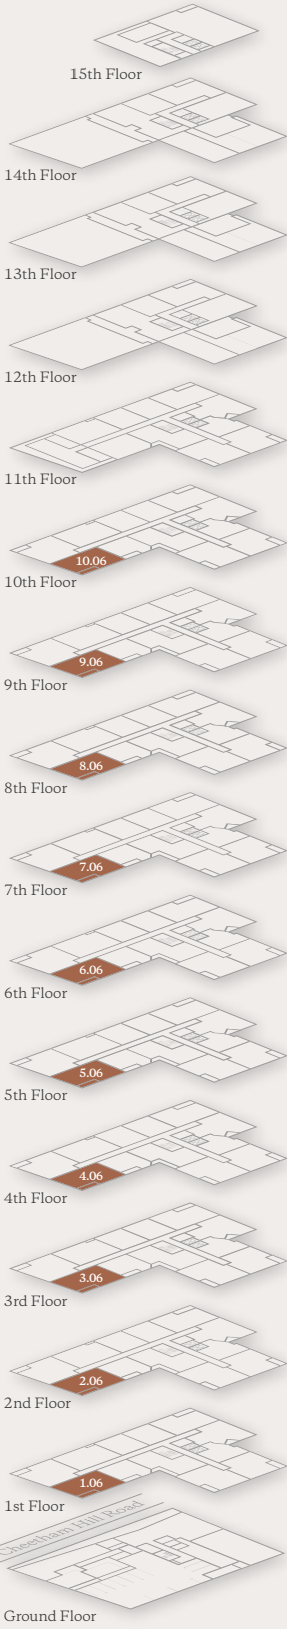 15th Floor
14th Floor
13th Floor
12th Floor
11th Floor
10.06
10th Floor
9.06
9th Floor
8.06
8th Floor
7.06
7th Floor
6.06
6th Floor
5.06
5th Floor
4.06
4th Floor
3.06
3rd Floor
2.06
2nd Floor
1.06
1st Floor
Cheetham Hill Road
Ground Floor